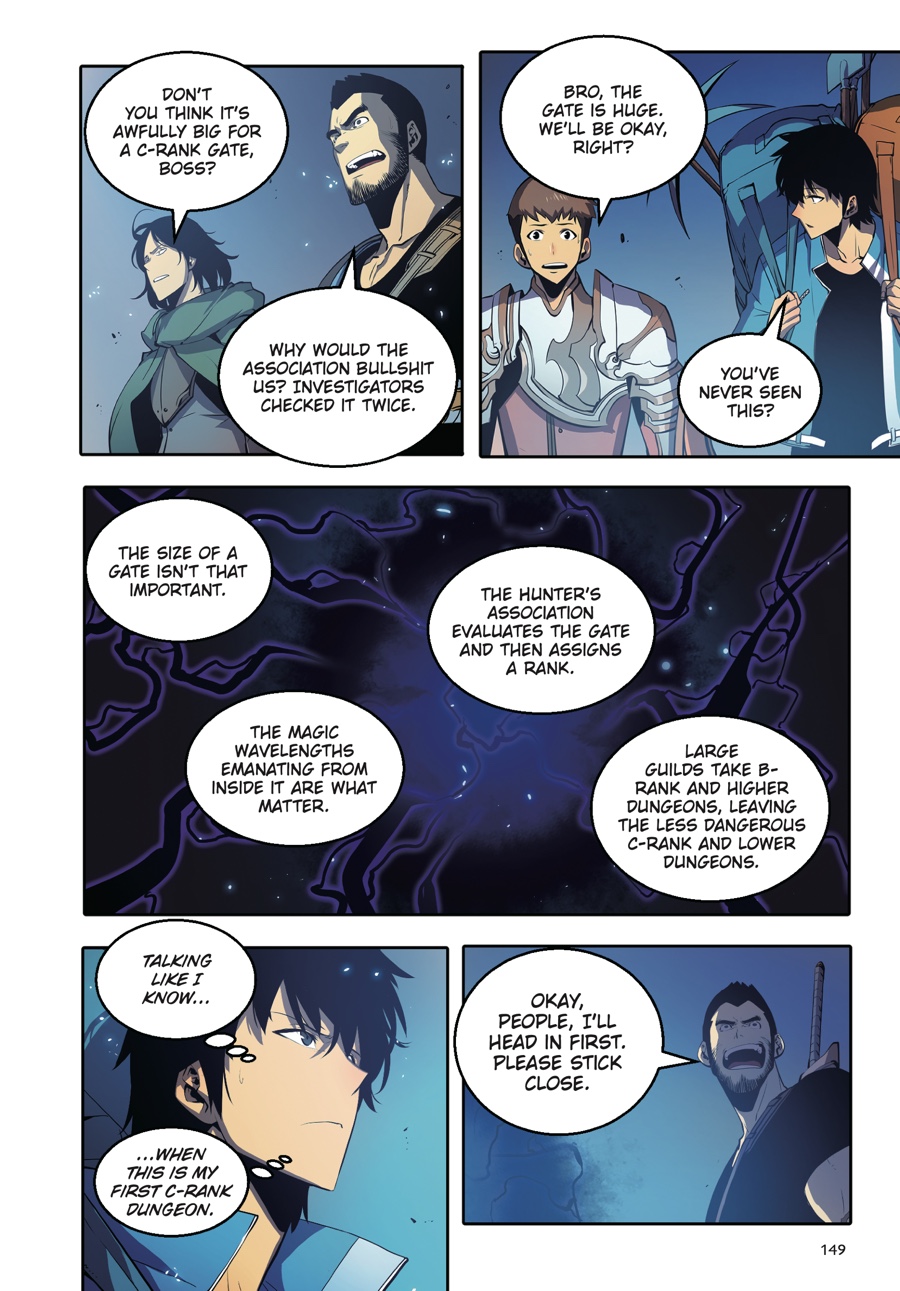 DON'T
YOU THINK IT'S
AWFULLY BIG FOR
A C-RANK GATE,
BOSS?
WHY WOULD THE
ASSOCIATION BULLSHIT
US? INVESTIGATORS
CHECKED IT TWICE.
BRO, THE
GATE IS HUGE.
WE'LL BE OKAY,
RIGHT?
YOU'VE
NEVER SEEN
THIS?
THE SIZE OF A
GATE ISN'T THAT
IMPORTANT.
THE HUNTER'S
ASSOCIATION
EVALUATES THE GATE
AND THEN ASSIGNS
A RANK.
THE MAGIC
WAVELENGTHS
EMANATING FROM
INSIDE IT ARE WHAT
MATTER.
LARGE
GUILDS TAKE B-
RANK AND HIGHER
DUNGEONS, LEAVING
THE LESS DANGEROUS
C-RANK AND LOWER
DUNGEONS.
TALKING
LIKE I
KNOW...
...WHEN
THIS IS MY
FIRST C-RANK
DUNGEON.
OKAY,
PEOPLE, I'LL
HEAD IN FIRST.
PLEASE STICK
CLOSE.
149